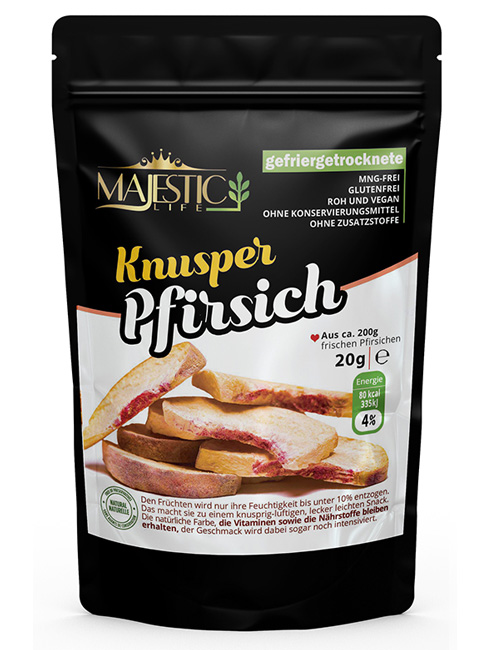 MAJESTIC
LIFE
gefriergetrocknete
MNG-FREI
GLUTENFREI
ROH UND VEGAN
OHNE KONSERVIERUNGSMITTEL
OHNE ZUSATZSTOFFE
Knusper
Pfirsich
Aus ca. 200g
frischen Pfirsichen
20g ℮
Energie
80 kcal
335kJ
4%
NATURAL
NATURELLE
Den Früchten wird nur ihre Feuchtigkeit bis unter 10% entzogen.
Das macht sie zu einem knusprig-luftigen, lecker leichten Snack.
Die natürliche Farbe, die Vitaminen sowie die Nährstoffe bleiben
erhalten, der Geschmack wird dabei sogar noch intensiviert.